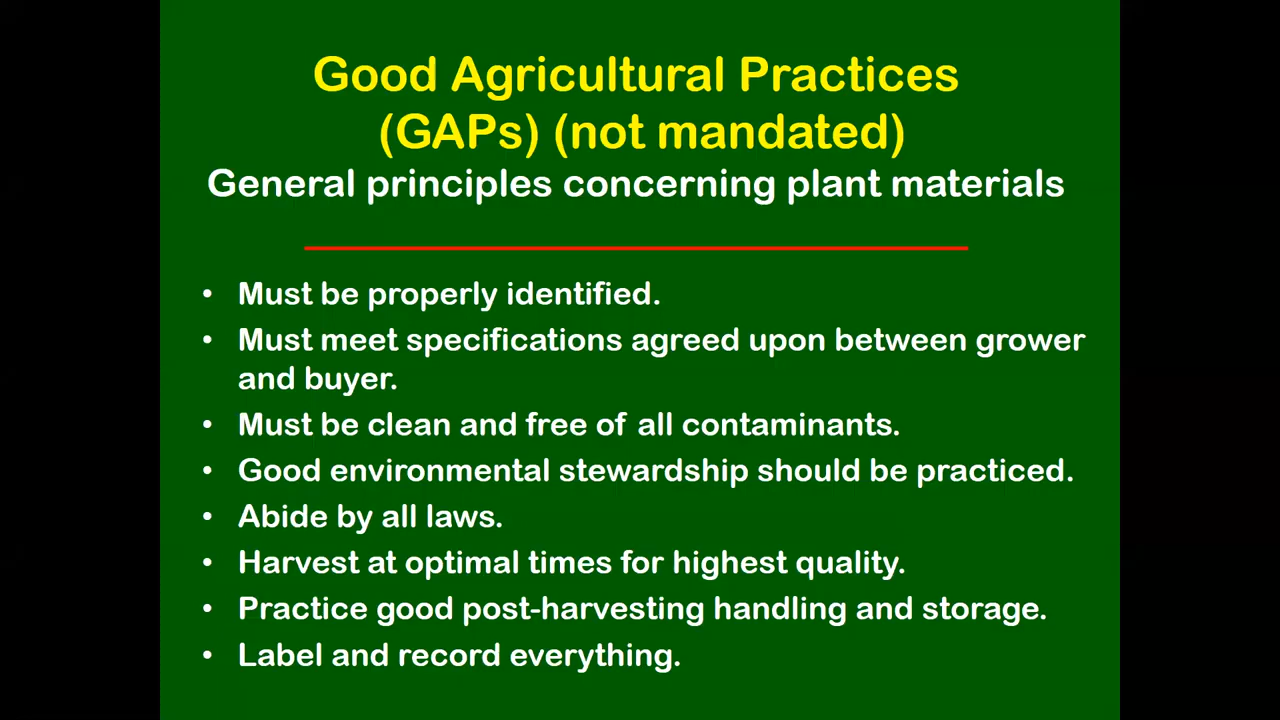 Good Agricultural Practices
(GAPs) (not mandated)
General principles concerning plant materials
• Must be properly identified.
• Must meet specifications agreed upon between grower
and buyer.
• Must be clean and free of all contaminants.
• Good environmental stewardship should be practiced.
• Abide by all laws.
• Harvest at optimal times for highest quality.
• Practice good post-harvesting handling and storage.
• Label and record everything.